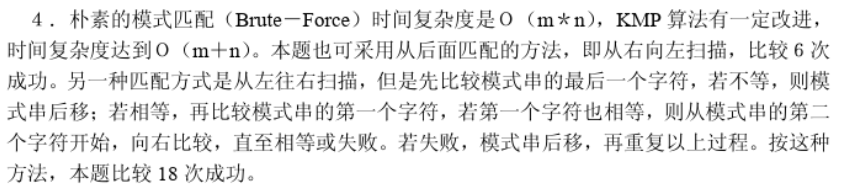 4．朴素的模式匹配（Brute－Force）时间复杂度是Ｏ（m＊n），KMP 算法有一定改进，
时间复杂度达到Ｏ（m＋n）。本题也可采用从后面匹配的方法，即从右向左扫描，比较 6 次
成功。另一种匹配方式是从左往右扫描，但是先比较模式串的最后一个字符，若不等，则模
式串后移；若相等，再比较模式串的第一个字符，若第一个字符也相等，则从模式串的第二
个字符开始，向右比较，直至相等或失败。若失败，模式串后移，再重复以上过程。按这种
方法，本题比较 18 次成功。